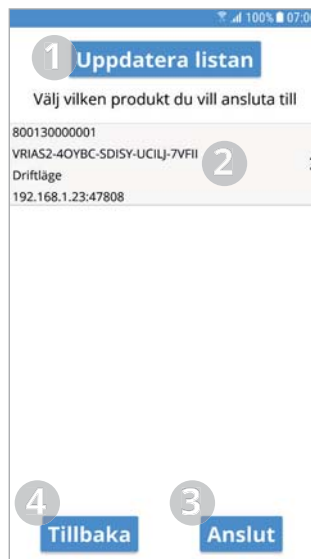 100% 07:00
1 Uppdatera listan
Välj vilken produkt du vill ansluta till
800130000001
VRIAS2-4OYBC-SDISY-UCILJ-7VFII
2
Driftläge
192.168.1.23:47808
4 3
Tillbaka Anslut